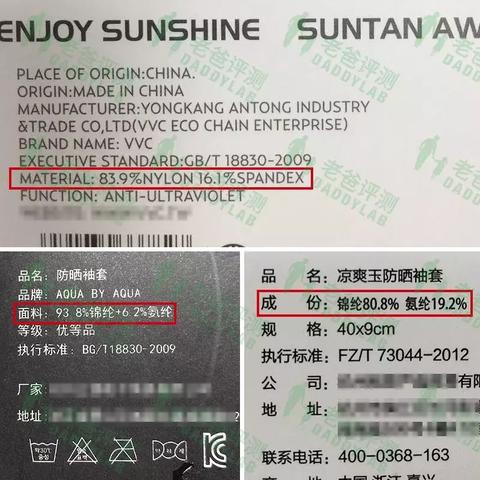 ENJOY SUNSHINE SUNTAN AW
PLACE OF ORIGIN:CHINA.
ORIGIN:MADE IN CHINA
MANUFACTURER:YONGKANG ANTONG INDUSTRY
&TRADE CO,LTD(VVC ECO CHAIN ENTERPRISE)
BRAND NAME: VVC
EXECUTIVE STANDARD:GB/T 18830-2009
MATERIAL: 83.9%NYLON 16.1%SPANDEX
FUNCTION: ANTI-ULTRAVIOLET
老爸评测
DADDYLAB
品名: 防晒袖套
品牌: AQUA BY AQUA
面料: 93 8%锦纶+6 2%氨纶
等级: 优等品
执行标准: BG/T18830-2009
厂家:
地址:
品 名: 凉爽玉防晒袖套
成 份: 锦纶80.8% 氨纶19.2%
规 格: 40x9cm
执行标准: FZ/T 73044-2012
公 司: 有限
地 址:
联系电话: 400-0368-163